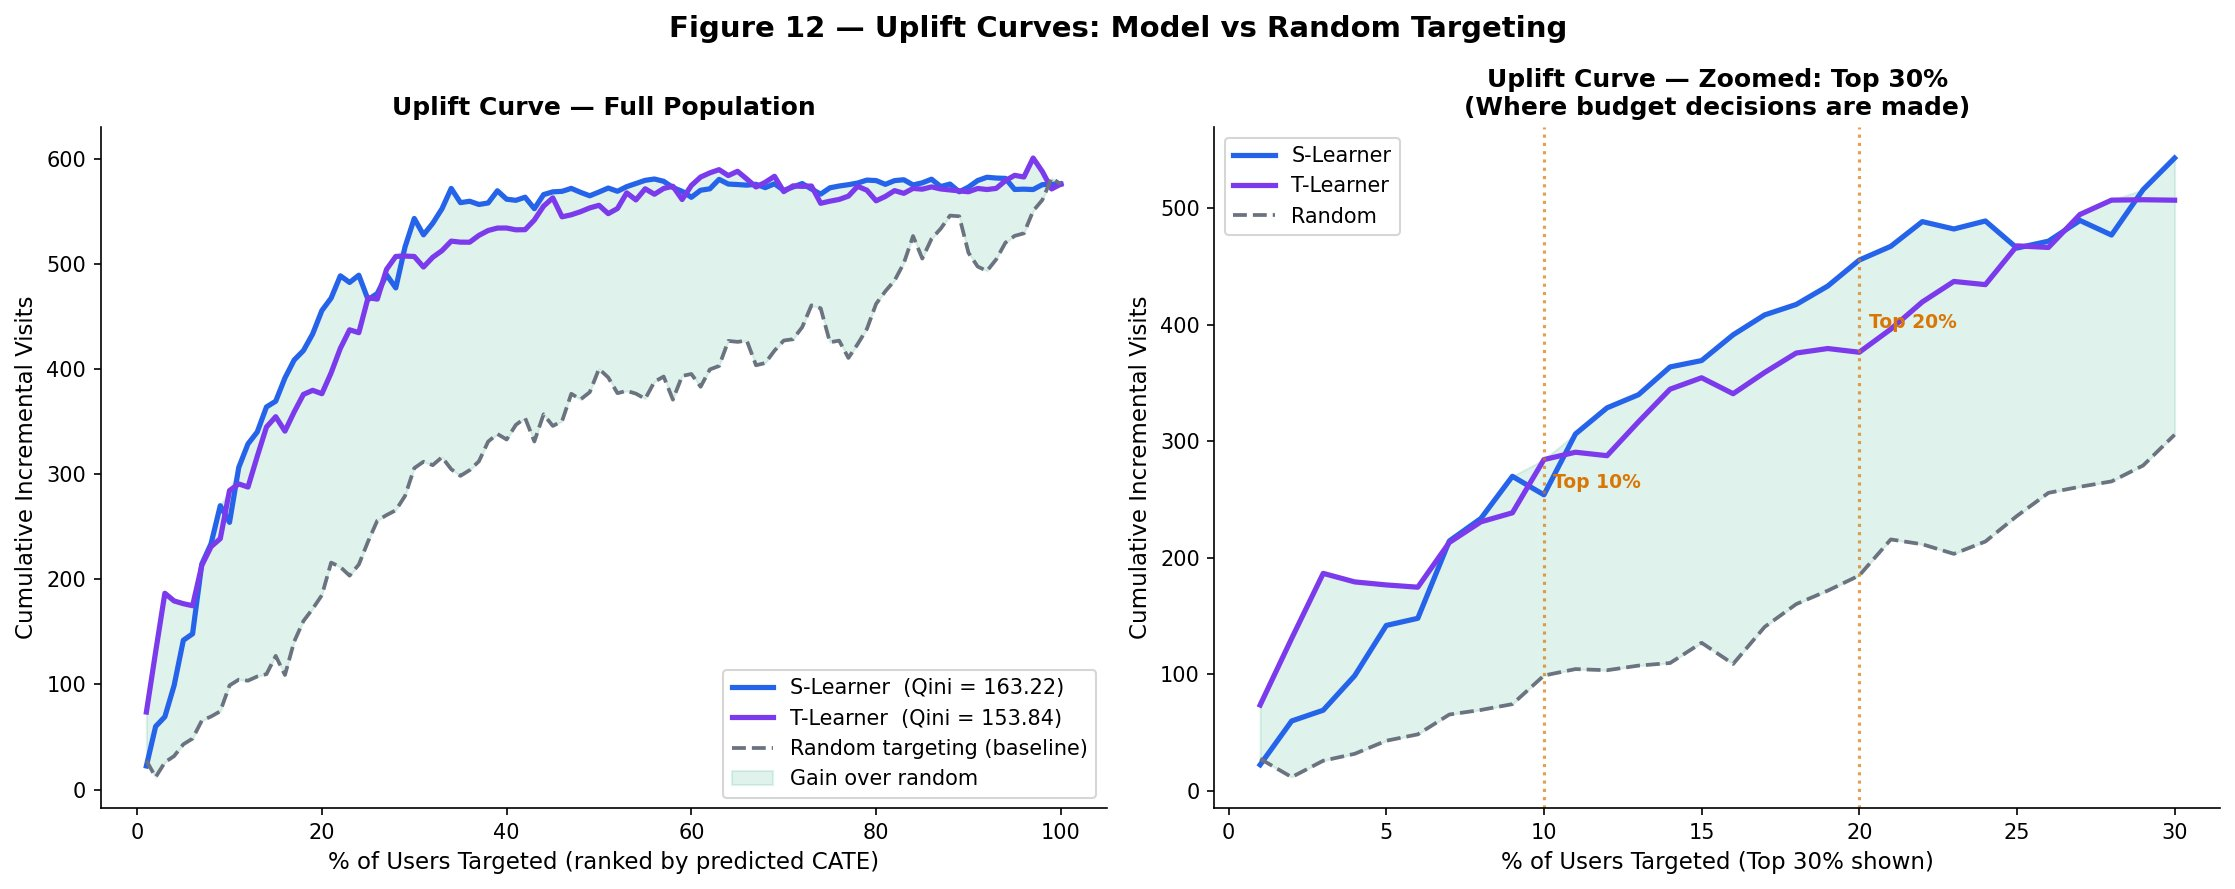 Figure 12 — Uplift Curves: Model vs Random Targeting
Uplift Curve — Full Population
Cumulative Incremental Visits
600
500
400
300
200
100
0
0 20 40 60 80 100
% of Users Targeted (ranked by predicted CATE)
S-Learner (Qini = 163.22)
T-Learner (Qini = 153.84)
Random targeting (baseline)
Gain over random
Uplift Curve — Zoomed: Top 30%
(Where budget decisions are made)
S-Learner
T-Learner
Random
Cumulative Incremental Visits
500
400
300
200
100
0
Top 20%
Top 10%
0 5 10 15 20 25 30
% of Users Targeted (Top 30% shown)